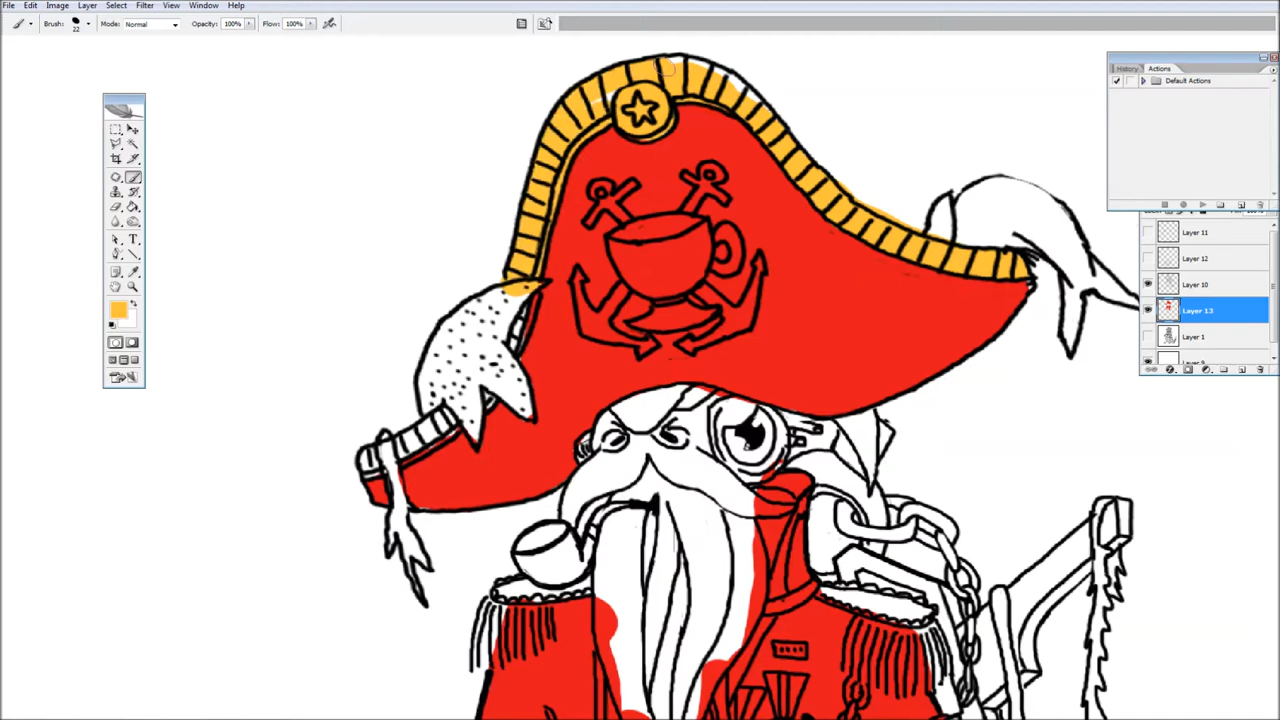 File Edit Image Layer Select Filter View Window Help
Brush: 22 Mode: Normal Opacity: 100% Flow: 100%
History Actions
Default Actions
Layer 11
Layer 12
Layer 10
Layer 13
Layer 1